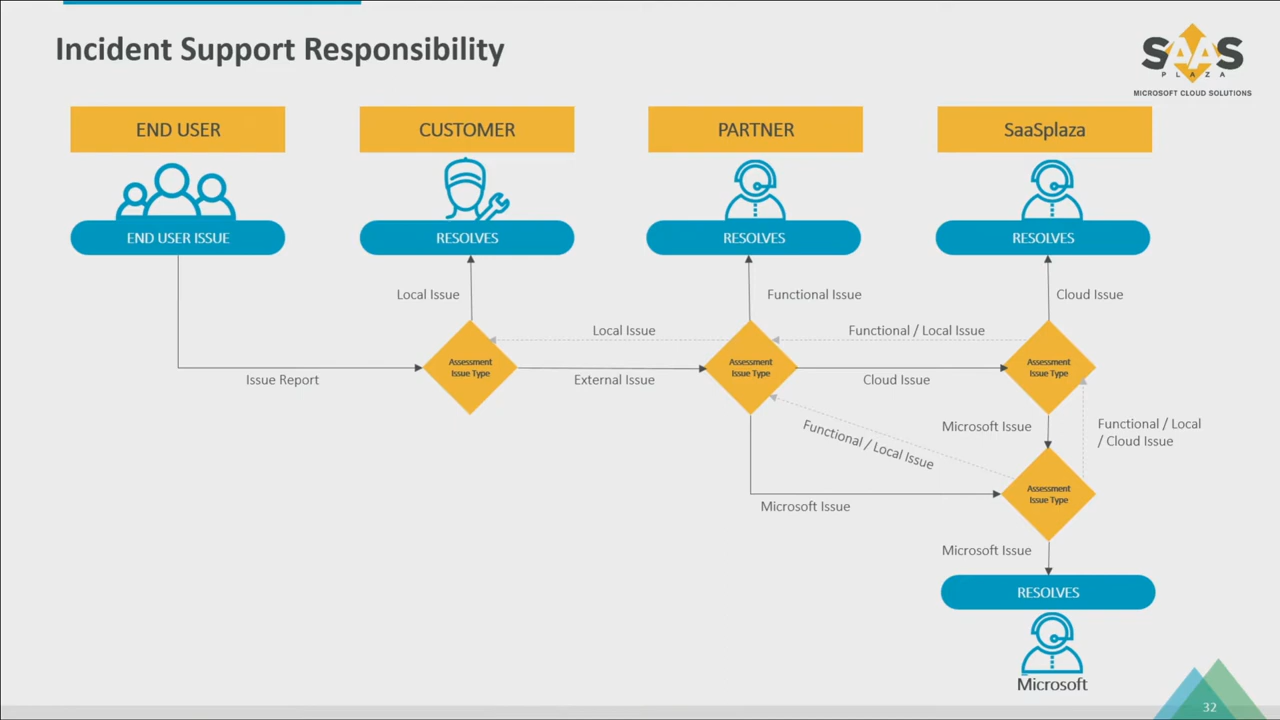 Incident Support Responsibility
SAAS
PLAZA
MICROSOFT CLOUD SOLUTIONS
END USER
CUSTOMER
PARTNER
SaaSplaza
END USER ISSUE
RESOLVES
RESOLVES
RESOLVES
Local Issue
Functional Issue
Cloud Issue
Local Issue
Functional / Local Issue
Assessment
Issue Type
Assessment
Issue Type
Assessment
Issue Type
Issue Report
External Issue
Cloud Issue
Functional / Local Issue
Microsoft Issue
Functional / Local
/ Cloud Issue
Assessment
Issue Type
Microsoft Issue
Microsoft Issue
RESOLVES
Microsoft
32